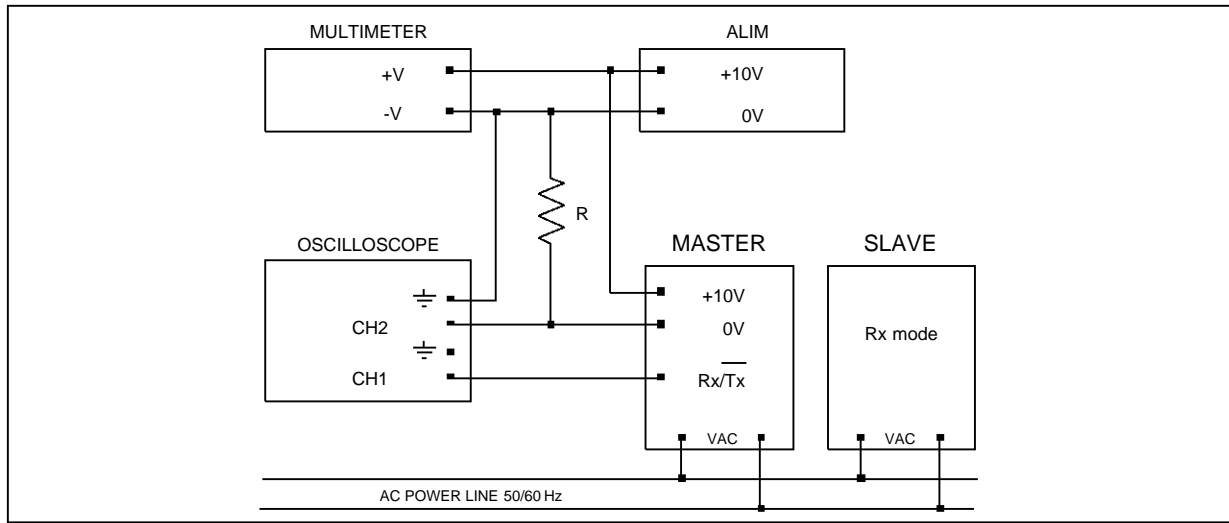 MULTIMETER
+V
-V
ALIM
+10V
0V
R
OSCILLOSCOPE
CH2
CH1
MASTER
+10V
0V
Rx/T̅x̅
VAC
SLAVE
Rx mode
VAC
AC POWER LINE 50/60 Hz